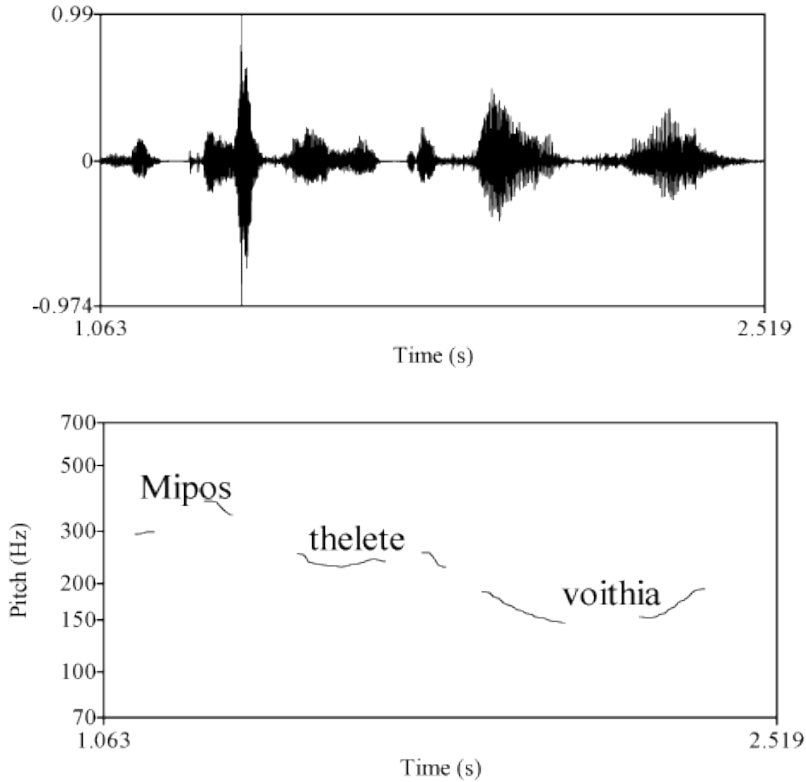 0.99
0
-0.974
1.063 2.519
Time (s)
700
500
Mipos
300
thelete
200
voithia
150
100
70
Pitch (Hz)
1.063 2.519
Time (s)